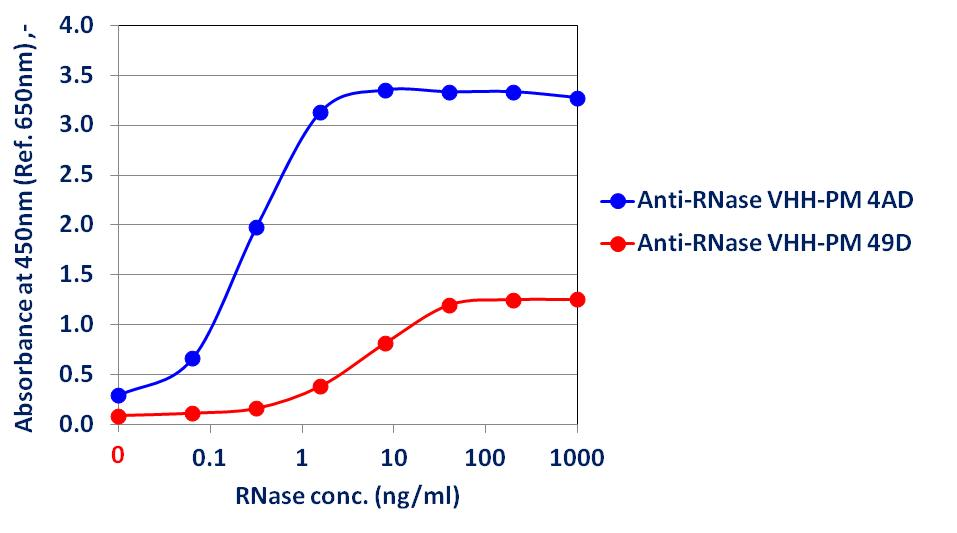 Absorbance at 450nm (Ref. 650nm) ,-
4.0
3.5
3.0
2.5
2.0
1.5
1.0
0.5
0.0
0 0.1 1 10 100 1000
RNase conc. (ng/ml)
Anti-RNase VHH-PM 4AD
Anti-RNase VHH-PM 49D